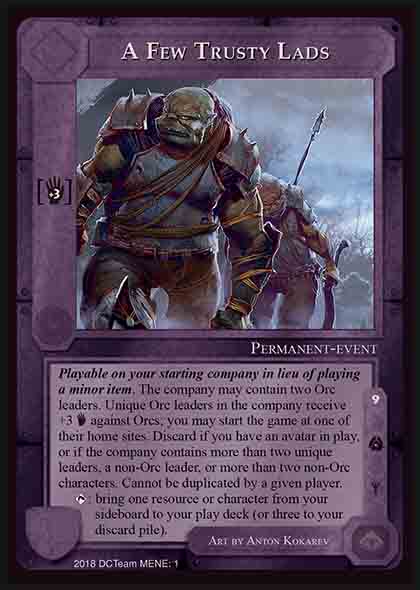 A Few Trusty Lads
[+3]
Permanent-event
Playable on your starting company in lieu of playing
a minor item. The company may contain two Orc
leaders. Unique Orc leaders in the company receive
+3 against Orcs; you may start the game at one of
their home sites. Discard if you have an avatar in play,
or if the company contains more than two unique
leaders, a non-Orc leader, or more than two non-Orc
characters. Cannot be duplicated by a given player.
: bring one resource or character from your
sideboard to your play deck (or three to your
discard pile).
9
Art by Anton Kokarev
2018 DCTeam MENE: 1